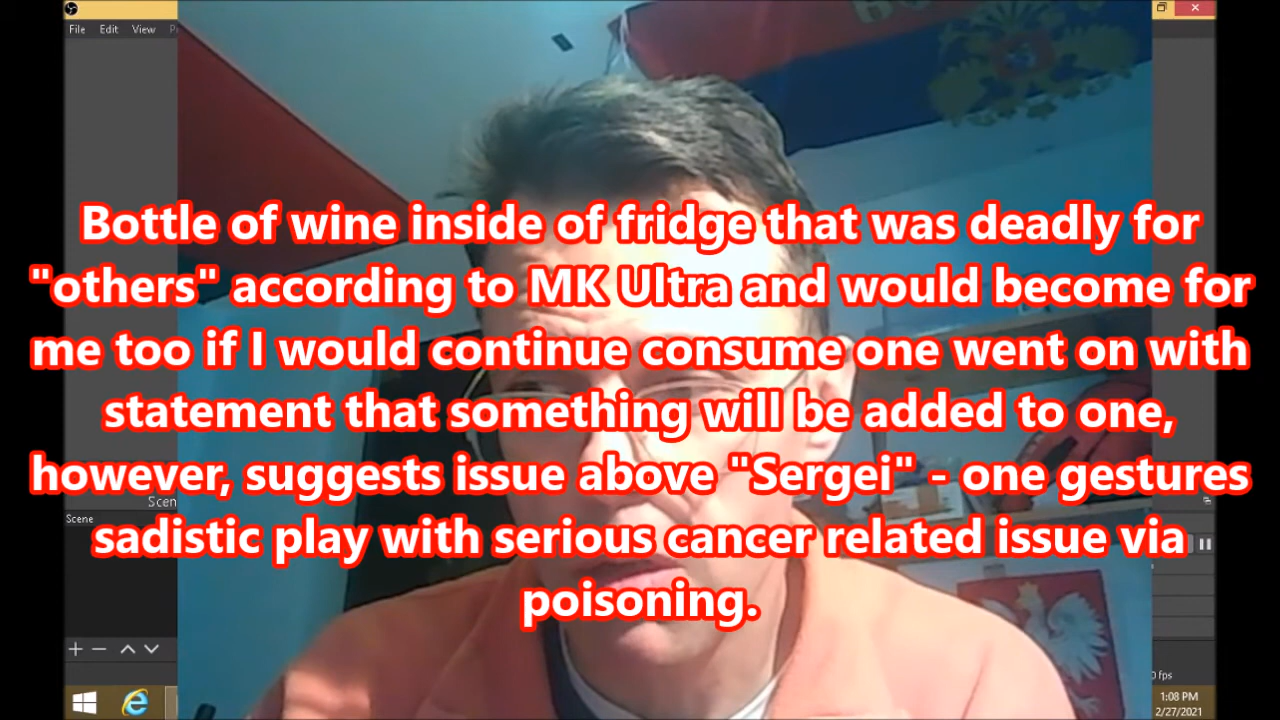 File Edit View
Bottle of wine inside of fridge that was deadly for
"others" according to MK Ultra and would become for
me too if I would continue consume one went on with
statement that something will be added to one,
however, suggests issue above "Sergei" - one gestures
sadistic play with serious cancer related issue via
poisoning.
Scen
Scene
fps
1:08 PM
2/27/2021